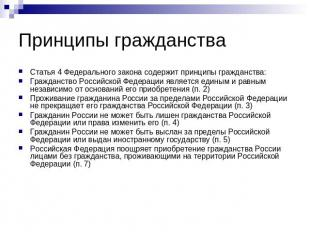 Принципы гражданства
Статья 4 Федерального закона содержит принципы гражданства:
Гражданство Российской Федерации является единым и равным
независимо от оснований его приобретения (п. 2)
Проживание гражданина России за пределами Российской Федерации
не прекращает его гражданства Российской Федерации (п. 3)
Гражданин России не может быть лишен гражданства Российской
Федерации или права изменить его (п. 4)
Гражданин России не может быть выслан за пределы Российской
Федерации или выдан иностранному государству (п. 5)
Российская Федерация поощряет приобретение гражданства России
лицами без гражданства, проживающими на территории Российской
Федерации (п. 7)